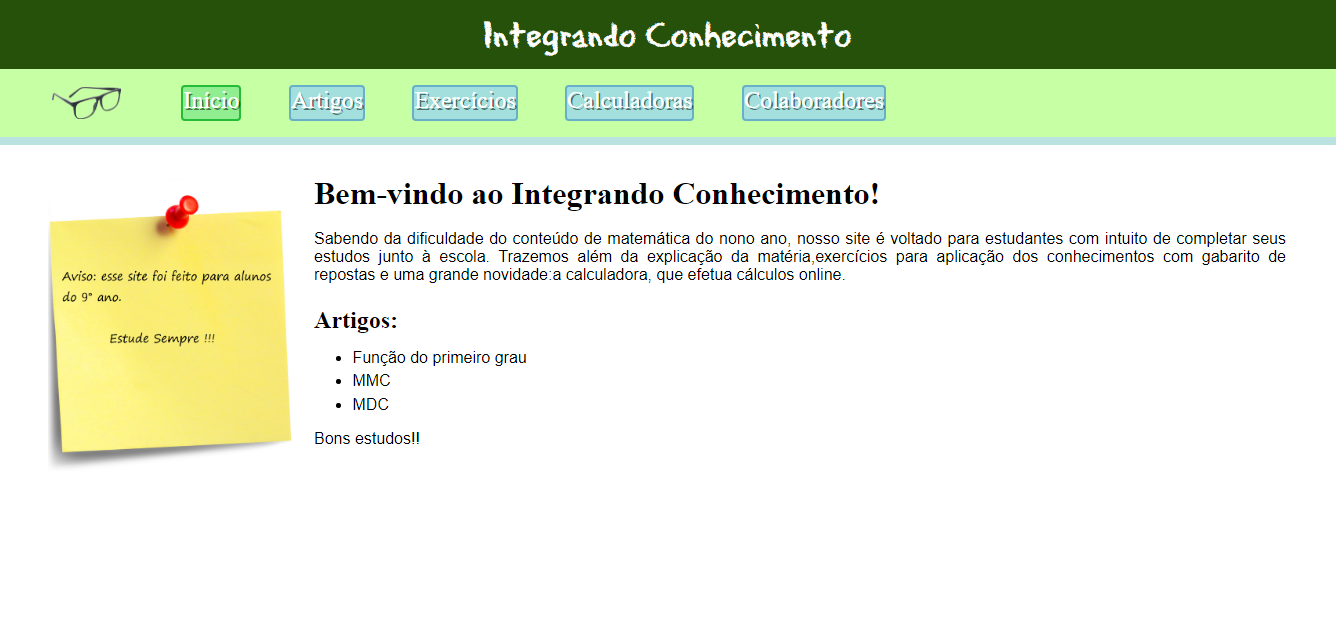 Integrando Conhecimento
Início
Artigos
Exercícios
Calculadoras
Colaboradores
Aviso: esse site foi feito para alunos
do 9° ano.
Estude Sempre !!!
Bem-vindo ao Integrando Conhecimento!
Sabendo da dificuldade do conteúdo de matemática do nono ano, nosso site é voltado para estudantes com intuito de completar seus
estudos junto à escola. Trazemos além da explicação da matéria,exercícios para aplicação dos conhecimentos com gabarito de
repostas e uma grande novidade:a calculadora, que efetua cálculos online.
Artigos:
• Função do primeiro grau
• MMC
• MDC
Bons estudos!!